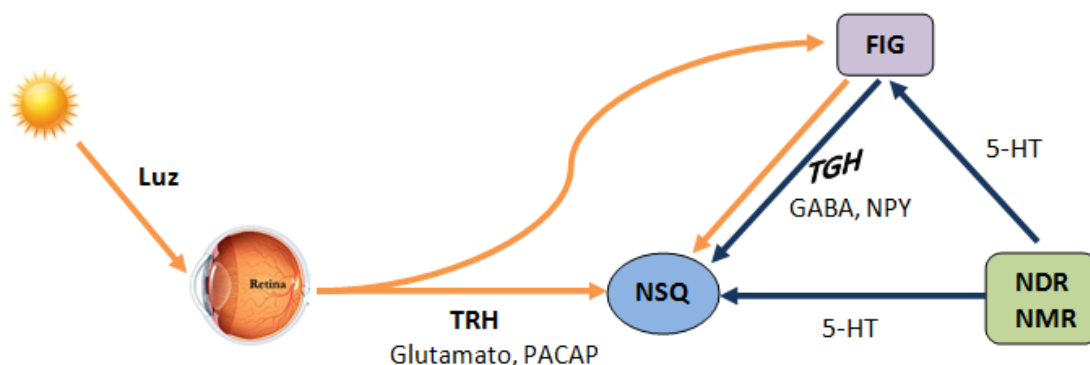 FIG
Luz
5-HT
TGH
GABA, NPY
Retina
NSQ
NDR
NMR
TRH
5-HT
Glutamato, PACAP